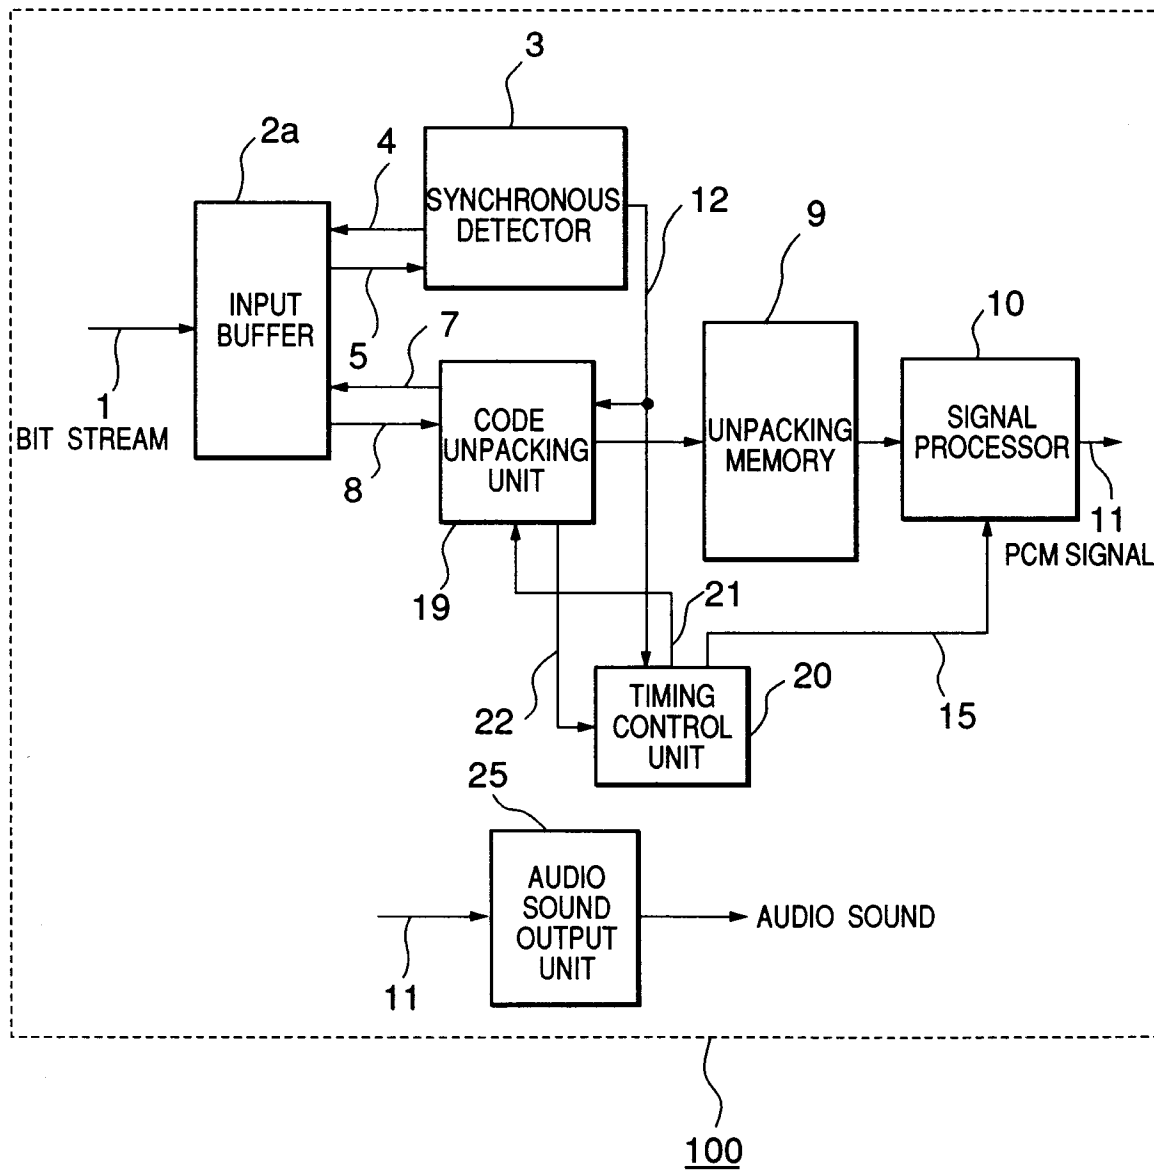 3
2a
4
SYNCHRONOUS
DETECTOR
12
9
INPUT
BUFFER
5
7
10
1
BIT STREAM
CODE
UNPACKING
UNIT
8
UNPACKING
MEMORY
SIGNAL
PROCESSOR
11
PCM SIGNAL
19
21
22
TIMING
CONTROL
UNIT
20
15
25
AUDIO
SOUND
OUTPUT
UNIT
AUDIO SOUND
11
100